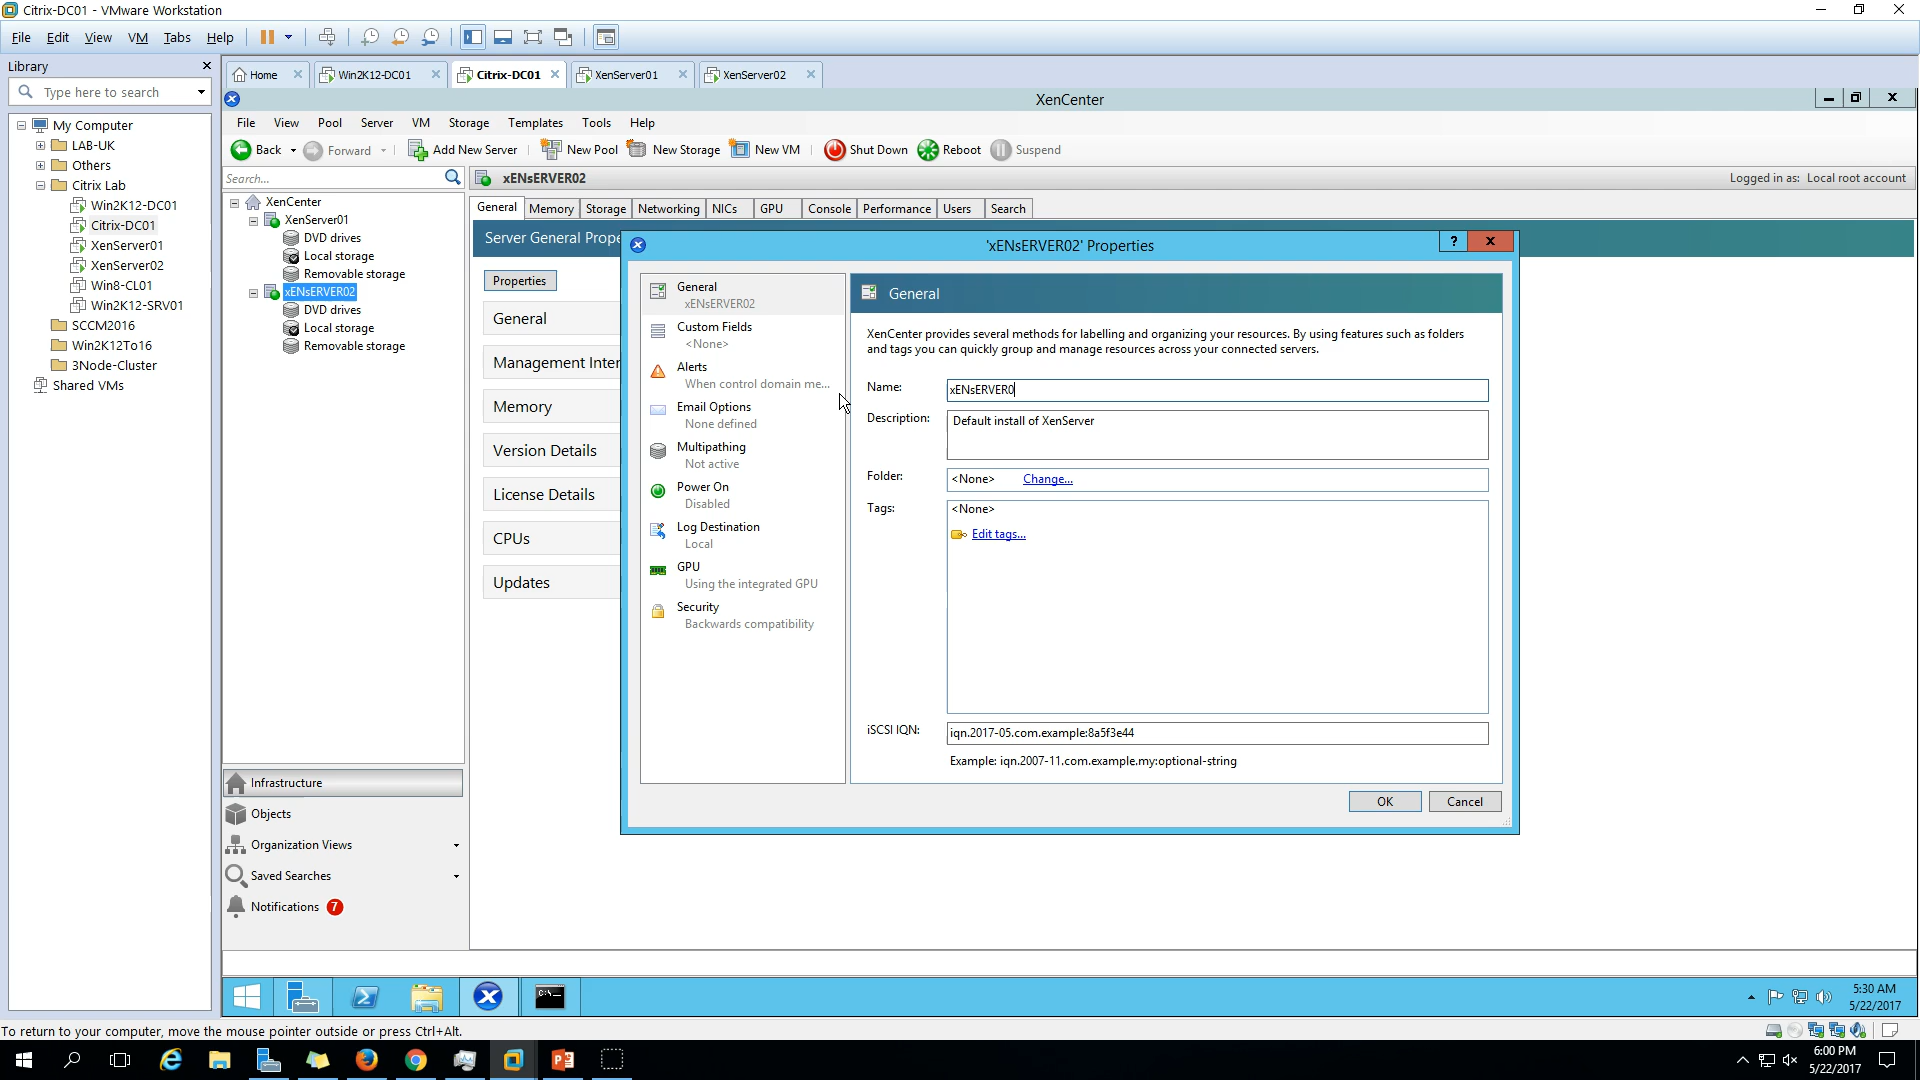 Citrix-DC01 - VMware Workstation
File Edit View VM Tabs Help
Library
Type here to search
My Computer
LAB-UK
Others
Citrix Lab
Win2K12-DC01
Citrix-DC01
XenServer01
XenServer02
Win8-CL01
Win2K12-SRV01
SCCM2016
Win2K12To16
3Node-Cluster
Shared VMs
Home Win2K12-DC01 Citrix-DC01 XenServer01 XenServer02
XenCenter
File View Pool Server VM Storage Templates Tools Help
Back Forward Add New Server New Pool New Storage New VM Shut Down Reboot Suspend
Search...
xENsERVER02
Logged in as: Local root account
XenCenter
XenServer01
DVD drives
Local storage
Removable storage
xENsERVER02
DVD drives
Local storage
Removable storage
Infrastructure
Objects
Organization Views
Saved Searches
Notifications 7
General Memory Storage Networking NICs GPU Console Performance Users Search
Server General Prope
Properties
General
Management Inter
Memory
Version Details
License Details
CPUs
Updates
'xENsERVER02' Properties
?
General
xENsERVER02
Custom Fields
<None>
Alerts
When control domain me...
Email Options
None defined
Multipathing
Not active
Power On
Disabled
Log Destination
Local
GPU
Using the integrated GPU
Security
Backwards compatibility
General
XenCenter provides several methods for labelling and organizing your resources. By using features such as folders
and tags you can quickly group and manage resources across your connected servers.
Name: xENsERVER0
Description: Default install of XenServer
Folder: <None> Change...
Tags: <None>
Edit tags...
iSCSI IQN: iqn.2017-05.com.example:8a5f3e44
Example: iqn.2007-11.com.example.my:optional-string
OK Cancel
5:30 AM
5/22/2017
To return to your computer, move the mouse pointer outside or press Ctrl+Alt.
6:00 PM
5/22/2017